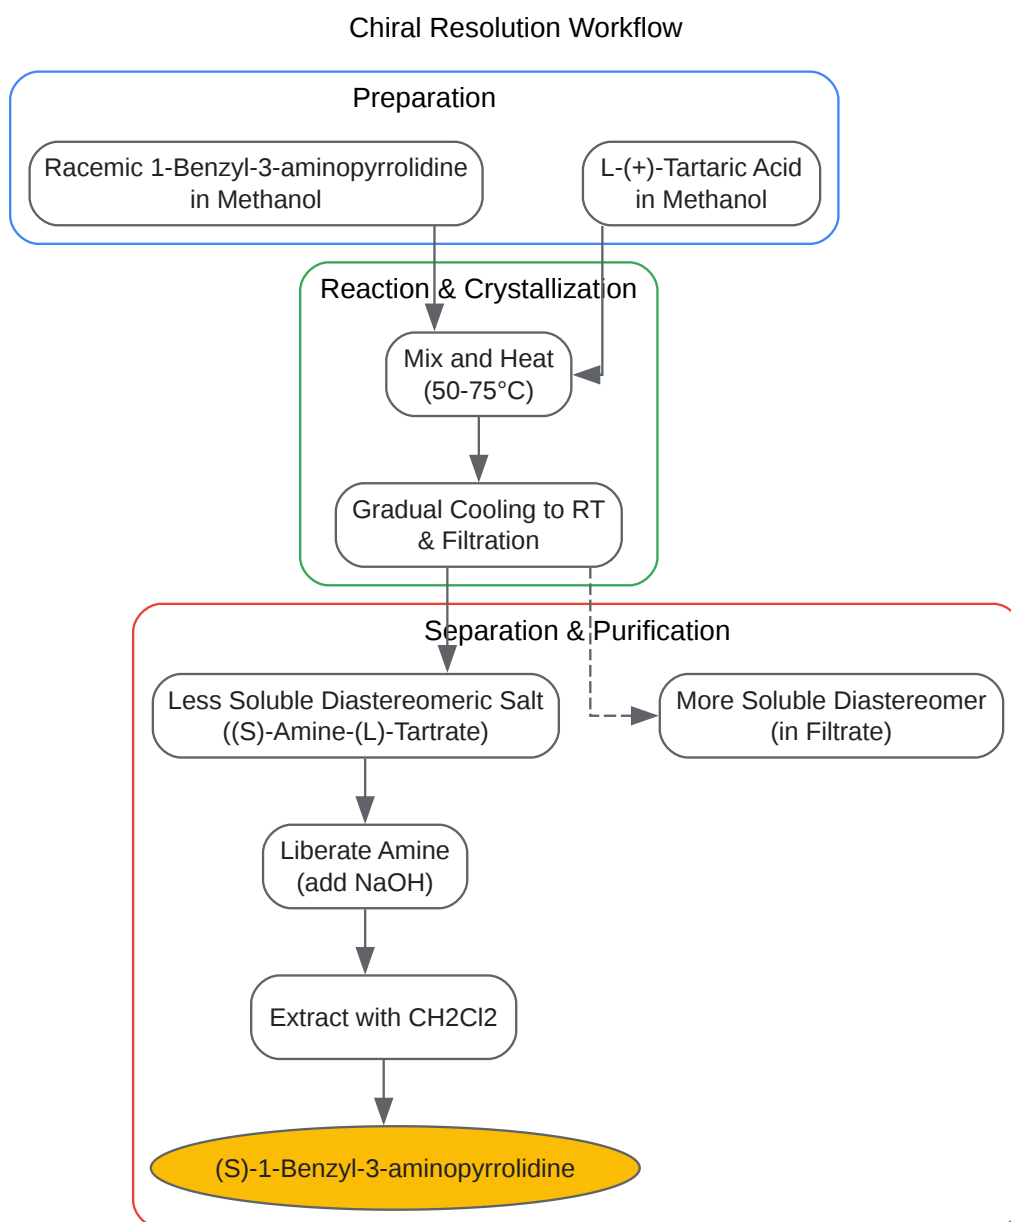 Chiral Resolution Workflow
Preparation
Racemic 1-Benzyl-3-aminopyrrolidine
in Methanol
L-(+)-Tartaric Acid
in Methanol
Reaction & Crystallization
Mix and Heat
(50-75°C)
Gradual Cooling to RT
& Filtration
Separation & Purification
Less Soluble Diastereomeric Salt
((S)-Amine-(L)-Tartrate)
More Soluble Diastereomer
(in Filtrate)
Liberate Amine
(add NaOH)
Extract with CH2Cl2
(S)-1-Benzyl-3-aminopyrrolidine